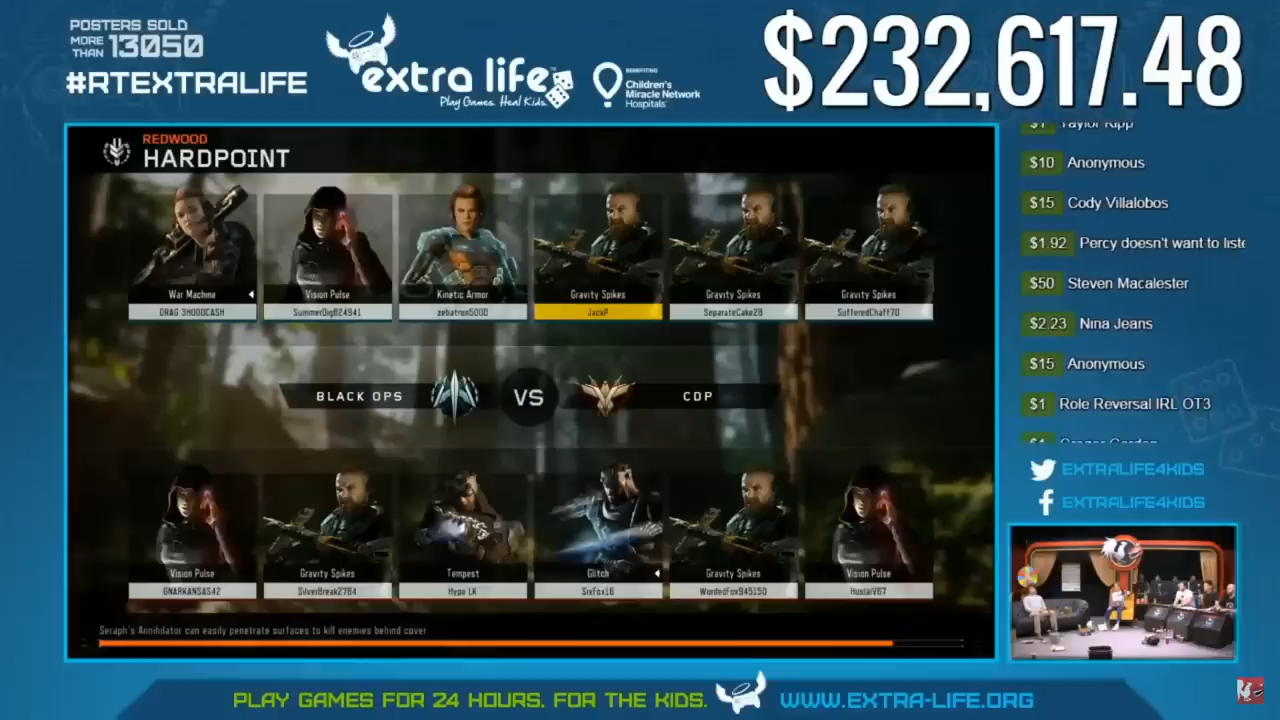 POSTERS SOLD
MORE THAN 13050
#RTEXTRALIFE
extra life
Play Games. Heal Kids.
BENEFITING
Children's
Miracle Network
Hospitals
$232,617.48
REDWOOD
HARDPOINT
War Machine
Vision Pulse
Kinetic Armor
Gravity Spikes
Gravity Spikes
Gravity Spikes
DRAG 3HOODCASH
SummerDig824941
zebatron5000
JackP
SeparateCake28
SufferedChaff70
BLACK OPS
VS
CDP
Vision Pulse
Gravity Spikes
Tempest
Glitch
Gravity Spikes
Vision Pulse
GNARKANSAS42
SilverBreak2784
Hypo LK
SixFox16
WordedFox945150
HustalV67
Seraph's Annihilator can easily penetrate surfaces to kill enemies behind cover
$1 Taylor Ripp
$10 Anonymous
$15 Cody Villalobos
$1.92 Percy doesn't want to liste
$50 Steven Macalester
$2.23 Nina Jeans
$15 Anonymous
$1 Role Reversal IRL OT3
EXTRALIFE4KIDS
EXTRALIFE4KIDS
PLAY GAMES FOR 24 HOURS. FOR THE KIDS.
WWW.EXTRA-LIFE.ORG